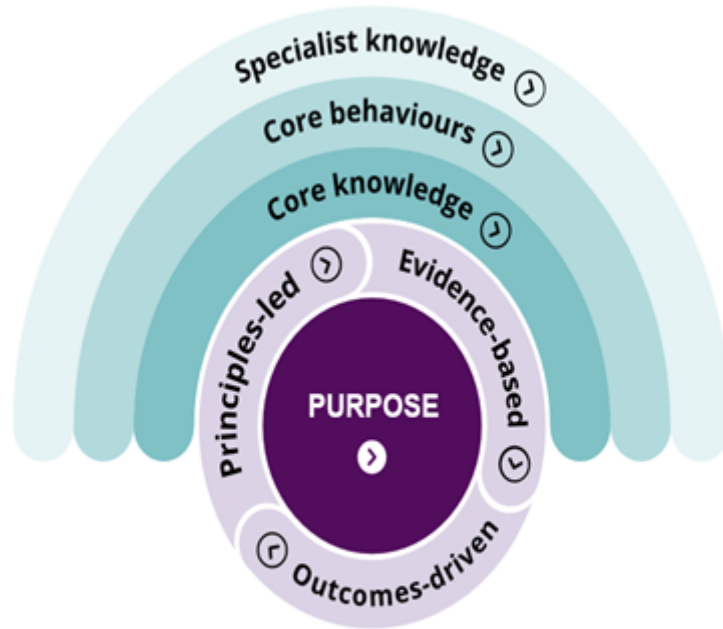 Specialist knowledge
Core behaviours
Core knowledge
Principles-led
Evidence-based
PURPOSE
Outcomes-driven